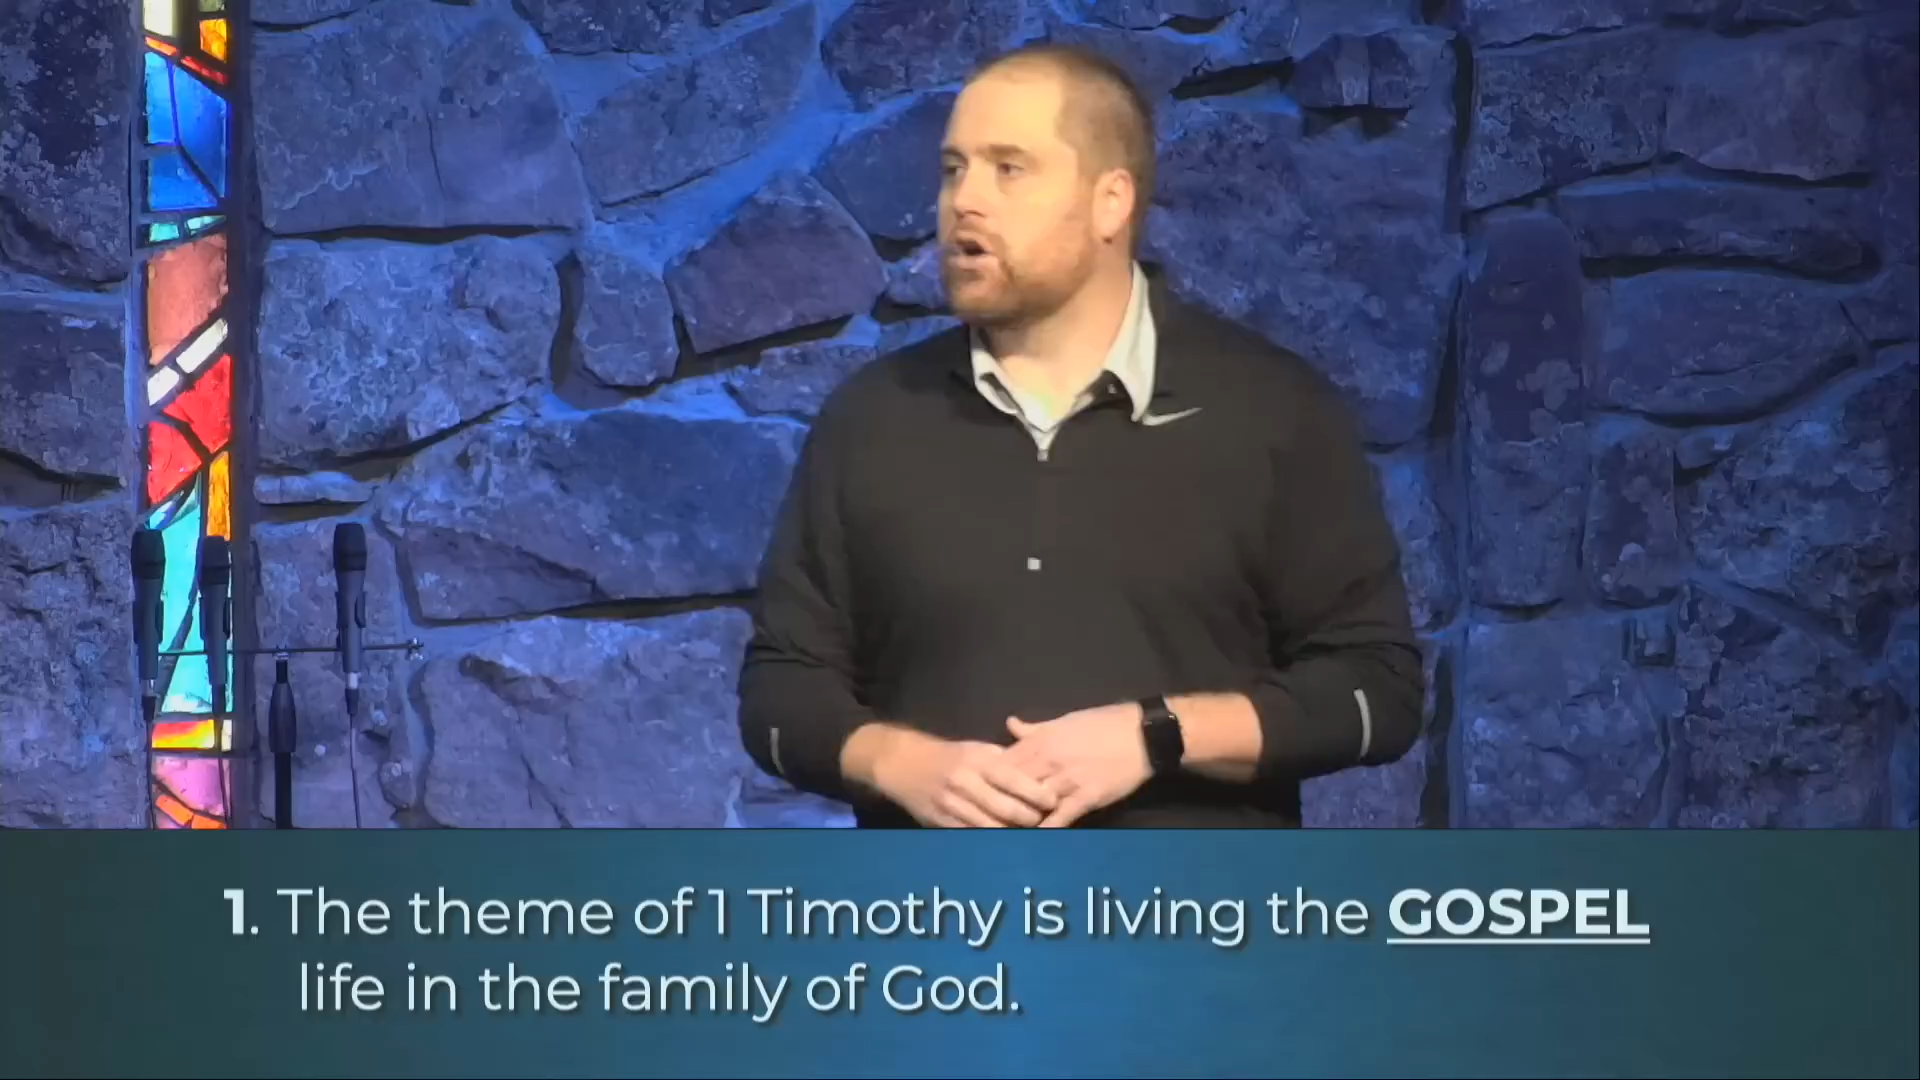 1. The theme of 1 Timothy is living the GOSPEL
life in the family of God.